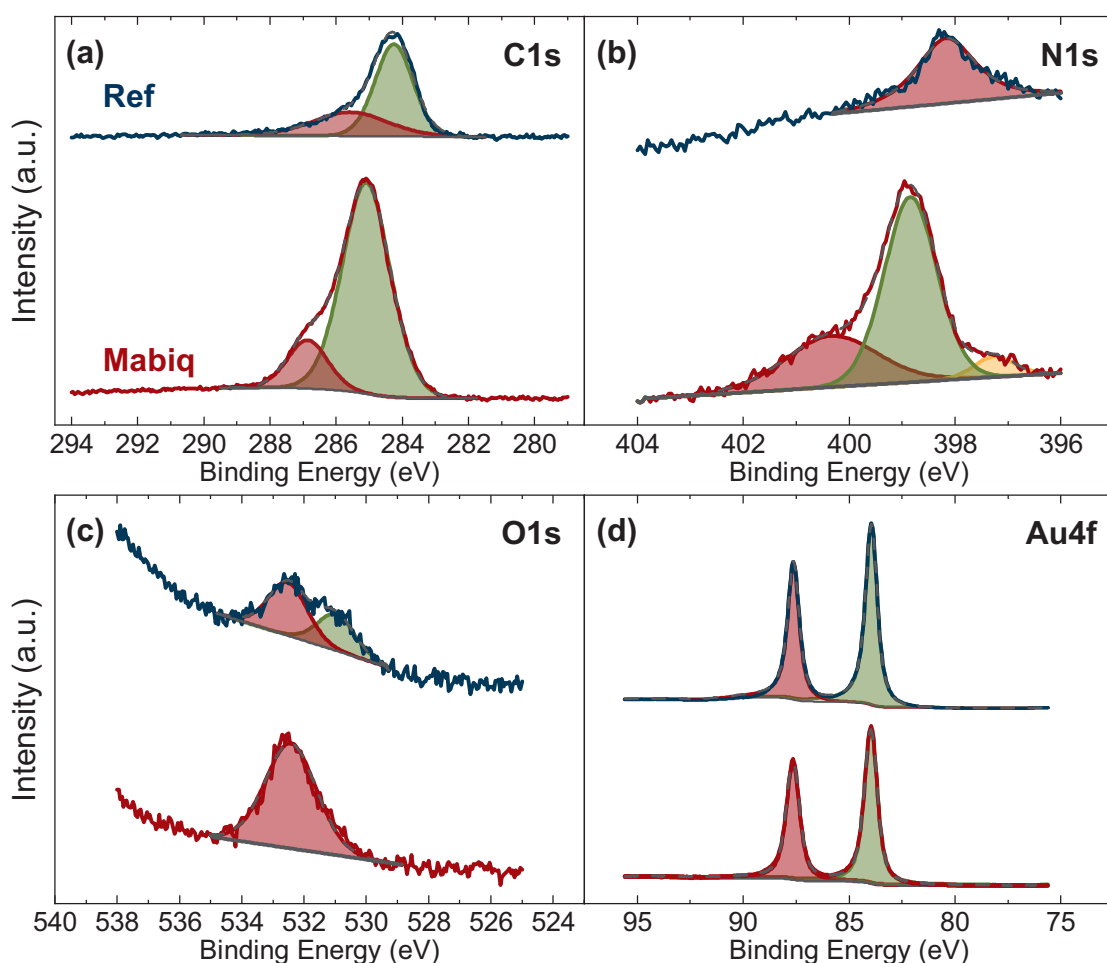 (a)
C1s
Ref
Mabiq
Intensity (a.u.)
294 292 290 288 286 284 282 280
Binding Energy (eV)
(b)
N1s
404 402 400 398 396
Binding Energy (eV)
(c)
O1s
Intensity (a.u.)
540 538 536 534 532 530 528 526 524
Binding Energy (eV)
(d)
Au4f
95 90 85 80 75
Binding Energy (eV)